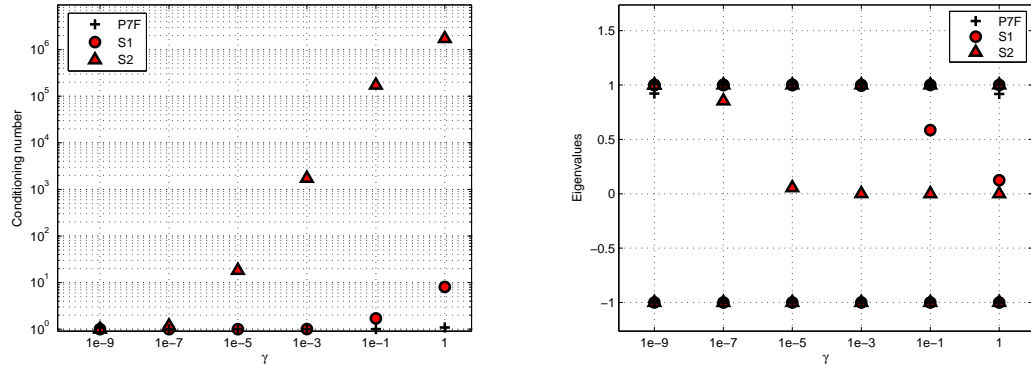 10^6
10^5
10^4
10^3
10^2
10^1
10^0
Conditioning number
P7F
S1
S2
1e−9
1e−7
1e−5
1e−3
1e−1
1
γ
1.5
1
0.5
0
−0.5
−1
Eigenvalues
P7F
S1
S2
1e−9
1e−7
1e−5
1e−3
1e−1
1
γ